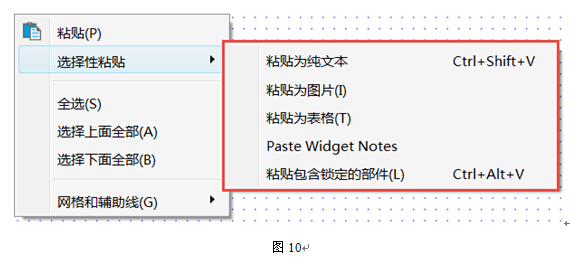 粘贴(P)
选择性粘贴
全选(S)
选择上面全部(A)
选择下面全部(B)
网格和辅助线(G)
粘贴为纯文本 Ctrl+Shift+V
粘贴为图片(I)
粘贴为表格(T)
Paste Widget Notes
粘贴包含锁定的部件(L) Ctrl+Alt+V
图 10